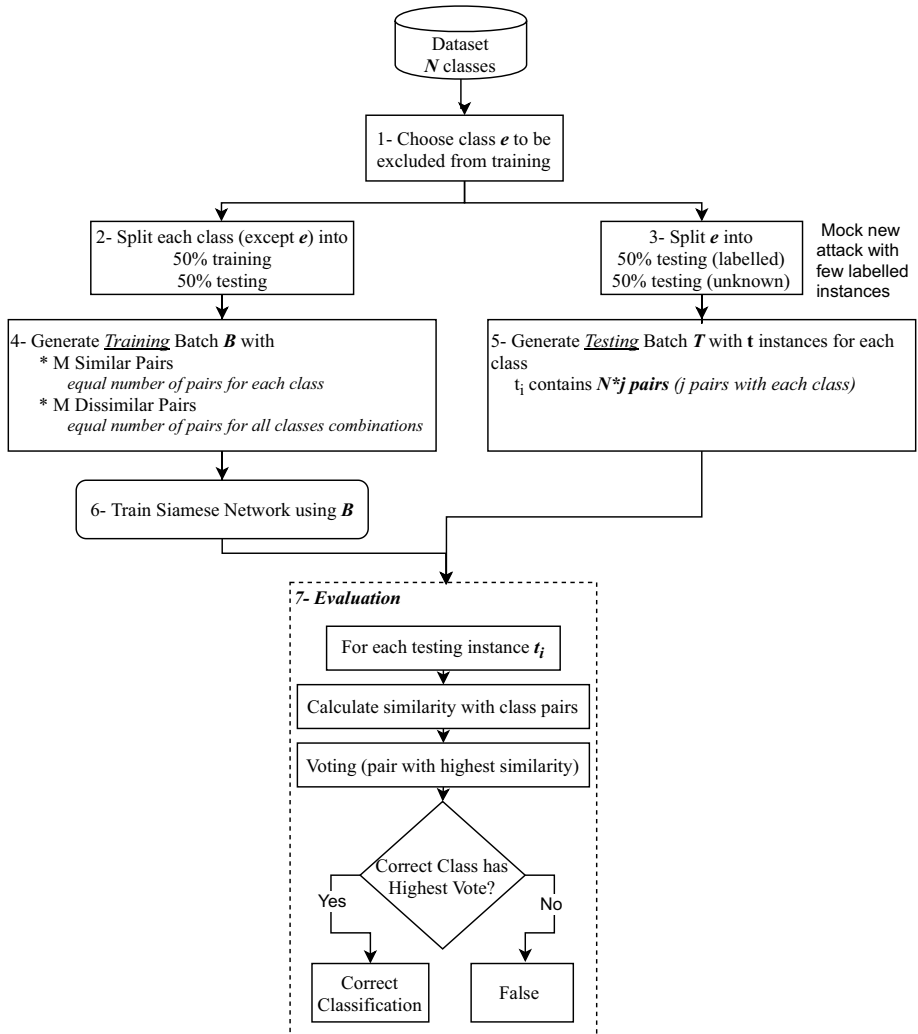 Dataset
N classes
1- Choose class e to be
excluded from training
2- Split each class (except e) into
50% training
50% testing
3- Split e into
50% testing (labelled)
50% testing (unknown)
Mock new
attack with
few labelled
instances
4- Generate Training Batch B with
* M Similar Pairs
equal number of pairs for each class
* M Dissimilar Pairs
equal number of pairs for all classes combinations
5- Generate Testing Batch T with t instances for each
class
ti contains N*j pairs (j pairs with each class)
6- Train Siamese Network using B
7- Evaluation
For each testing instance ti
Calculate similarity with class pairs
Voting (pair with highest similarity)
Correct Class has
Highest Vote?
Yes
No
Correct
Classification
False